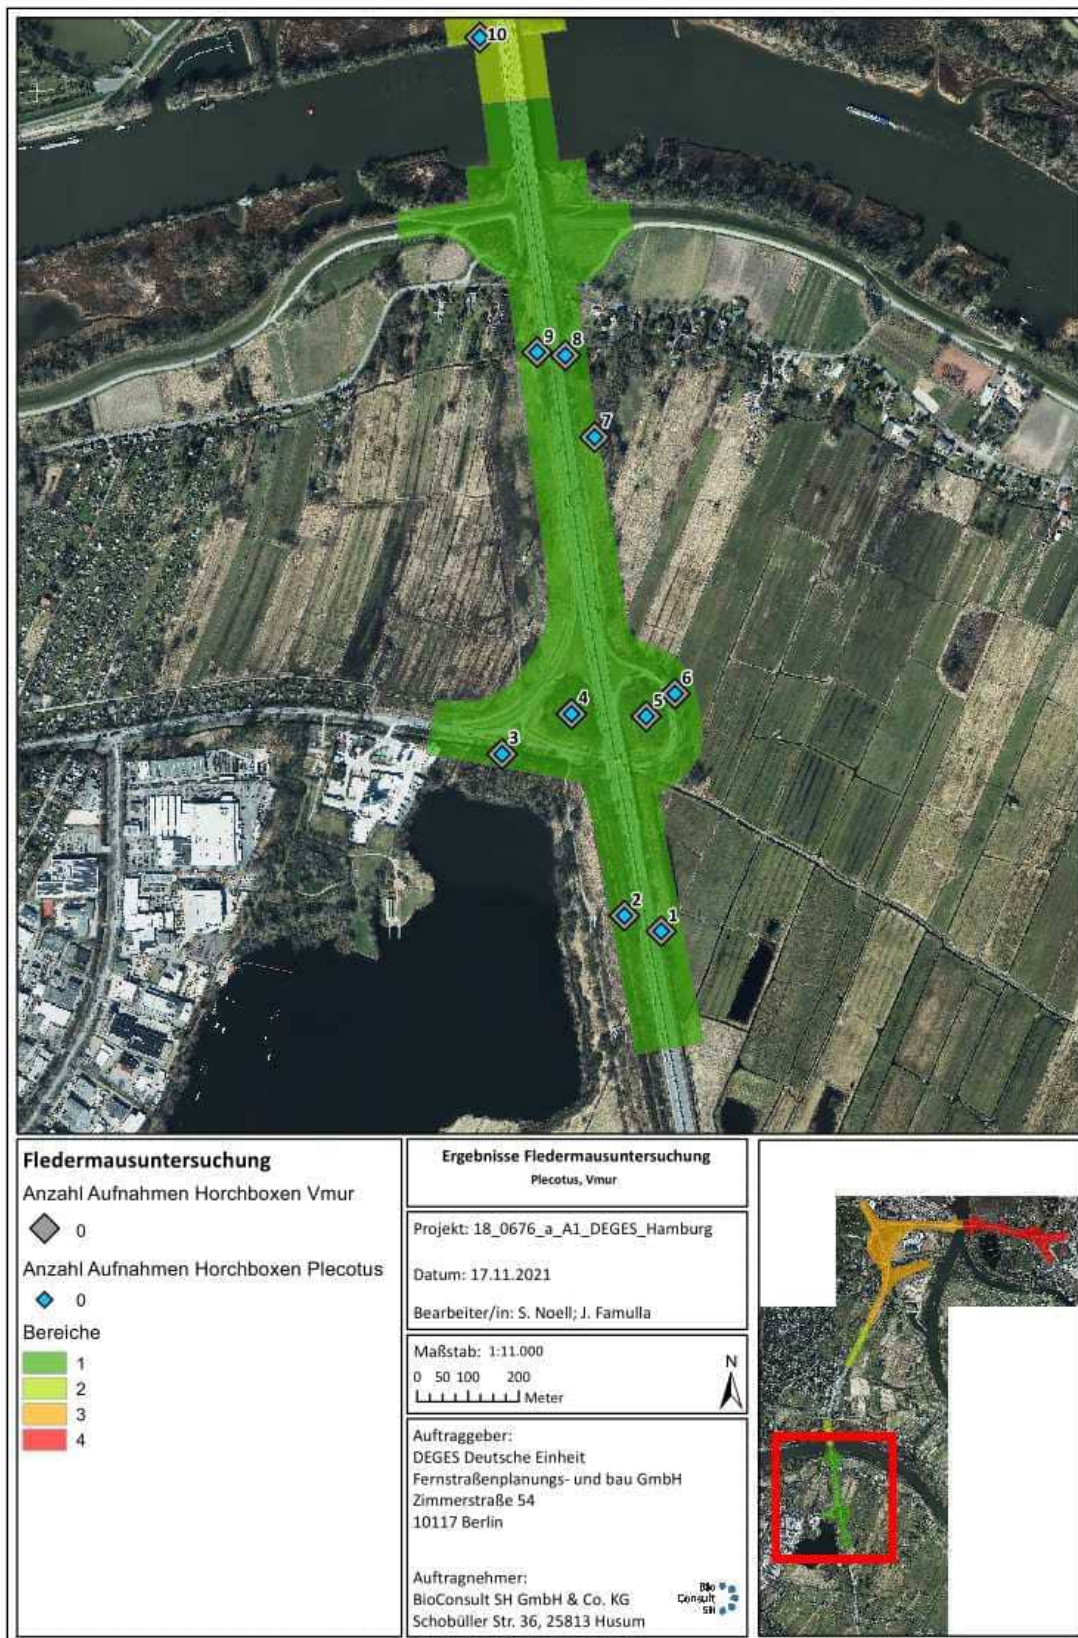 10
9
8
7
6
5
4
3
2
1
Fledermausuntersuchung
Anzahl Aufnahmen Horchboxen Vmur
0
Anzahl Aufnahmen Horchboxen Plecotus
0
Bereiche
1
2
3
4
Ergebnisse Fledermausuntersuchung
Plecotus, Vmur
Projekt: 18_0676_a_A1_DEGES_Hamburg
Datum: 17.11.2021
Bearbeiter/in: S. Noell; J. Famulla
Maßstab: 1:11.000
0 50 100 200
Meter
N
Auftraggeber:
DEGES Deutsche Einheit
Fernstraßenplanungs- und bau GmbH
Zimmerstraße 54
10117 Berlin
Auftragnehmer:
BioConsult SH GmbH & Co. KG
Schobüller Str. 36, 25813 Husum
Bio
Consult
SH